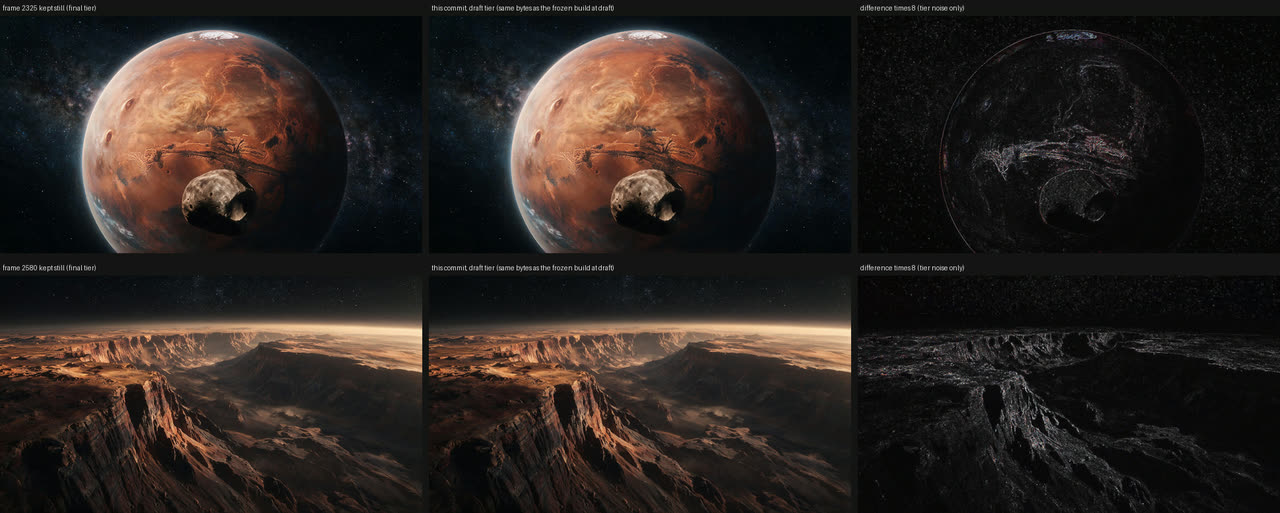 frame 2325 kept still (final tier)
this commit, draft tier (same bytes as the frozen build at draft)
difference times 8 (tier noise only)
frame 2580 kept still (final tier)
this commit, draft tier (same bytes as the frozen build at draft)
difference times 8 (tier noise only)